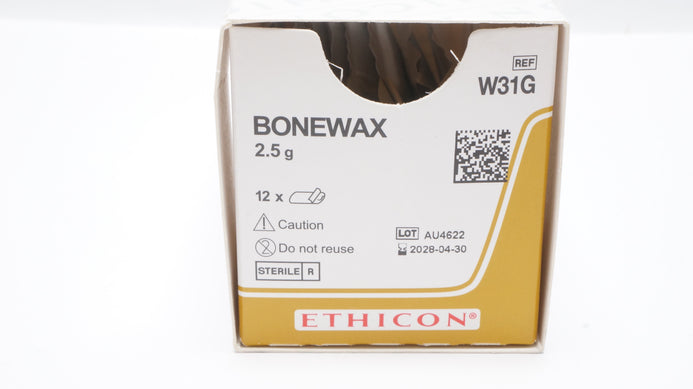 REF
W31G
BONEWAX
2.5 g
12 x
Caution
Do not reuse
STERILE R
LOT AU4622
2028-04-30
ETHICON®